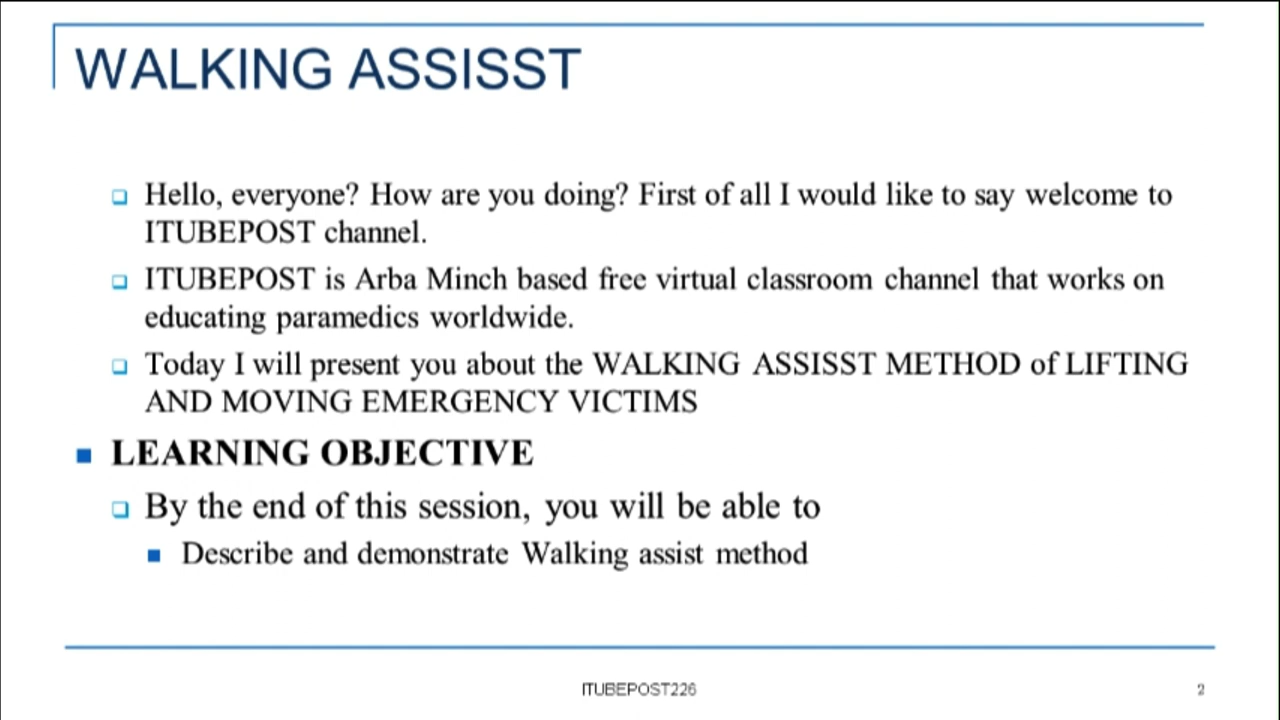 WALKING ASSISST
Hello, everyone? How are you doing? First of all I would like to say welcome to
ITUBEPOST channel.
ITUBEPOST is Arba Minch based free virtual classroom channel that works on
educating paramedics worldwide.
Today I will present you about the WALKING ASSISST METHOD of LIFTING
AND MOVING EMERGENCY VICTIMS
LEARNING OBJECTIVE
By the end of this session, you will be able to
Describe and demonstrate Walking assist method
ITUBEPOST226
2